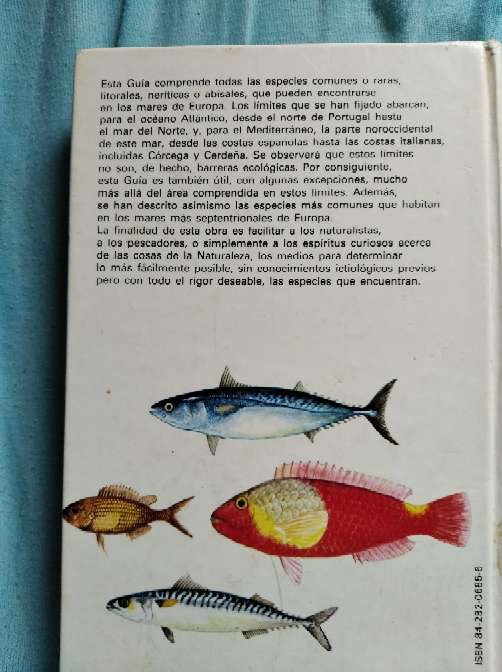 Esta Guía comprende todas las especies comunes o raras,
litorales, neríticas o abisales, que pueden encontrarse
en los mares de Europa. Los límites que se han fijado abarcan,
para el océano Atlántico, desde el norte de Portugal hasta
el mar del Norte, y, para el Mediterráneo, la parte noroccidental
de este mar, desde las costas espanolas hasta las costas italianas,
incluidas Córcega y Cerdeña. Se observará que estos límites
no son, de hecho, barreras ecológicas. Por consiguiente,
esta Guía es también útil, con algunas excepciones, mucho
más allá del área comprendida en estos límites. Además,
se han descrito asimismo las especies más comunes que habitan
en los mares más septentrionales de Europa.
La finalidad de esta obra es facilitar a los naturalistas,
a los pescadores, o simplemente a los espíritus curiosos acerca
de las cosas de la Naturaleza, los medios para determinar
lo más fácilmente posible, sin conocimientos ictiológicos previos
pero con todo el rigor deseable, las especies que encuentran.
ISBN 84-282-0685-6